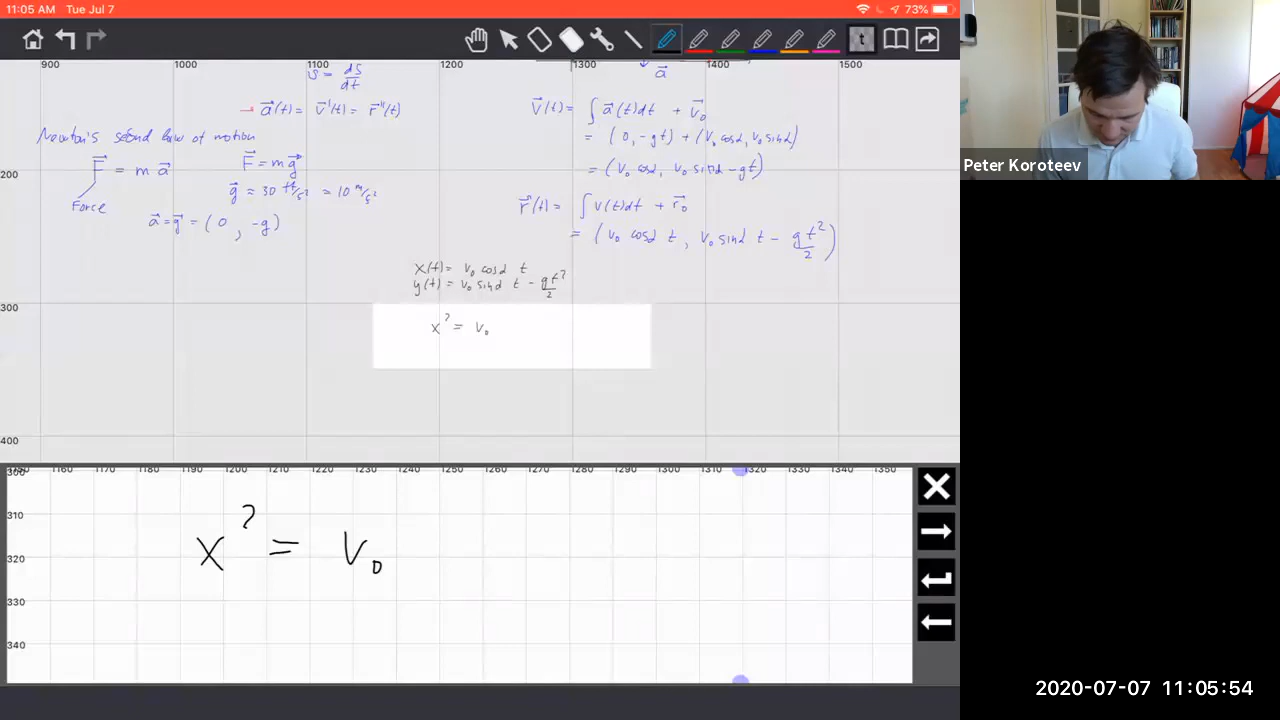 11:05 AM Tue Jul 7
73%
t
900 1000 1100 1200 1300 1400 1500
v = ds/dt
a⃗
→ a⃗(t) = v⃗'(t) = r⃗''(t)
v⃗(t) = ∫ a⃗(t)dt + v⃗₀
Newton's second law of motion
= (0, -gt) + (v₀ cosα, v₀ sinα)
F⃗ = m a⃗
F⃗ = m g⃗
= (v₀ cosα, v₀ sinα - gt)
200
g⃗ ≈ 30 ft/s² ≈ 10 m/s²
Force
r⃗(t) = ∫ v(t)dt + r⃗₀
a⃗ = g⃗ = (0, -g)
= (v₀ cosα t, v₀ sinα t - gt²/2)
x(t) = v₀ cosα t
y(t) = v₀ sinα t - gt²/2
300
x² = v₀
400
300 1160 1170 1180 1190 1200 1210 1220 1230 1240 1250 1260 1270 1280 1290 1300 1310 1320 1330 1340 1350
310
x² = v₀
320
330
340
Peter Koroteev
2020-07-07 11:05:54